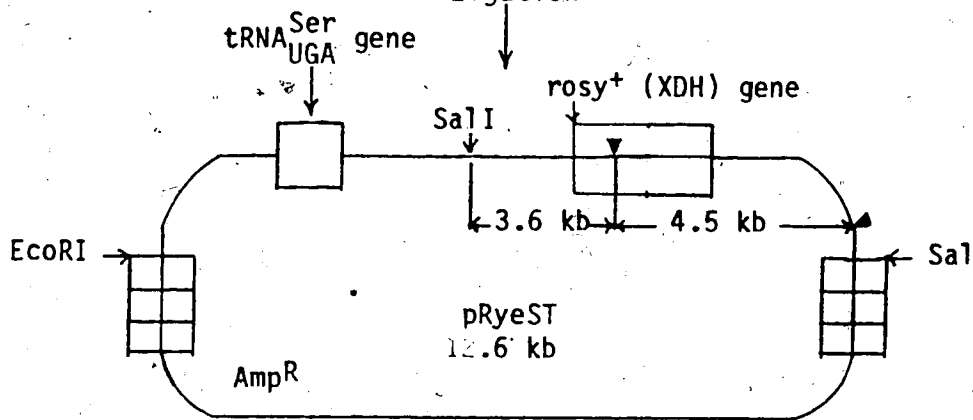 tRNA Ser UGA gene
rosy+ (XDH) gene
SalI
3.6 kb
4.5 kb
EcoRI
Sal
pRyeST
12.6 kb
AmpR